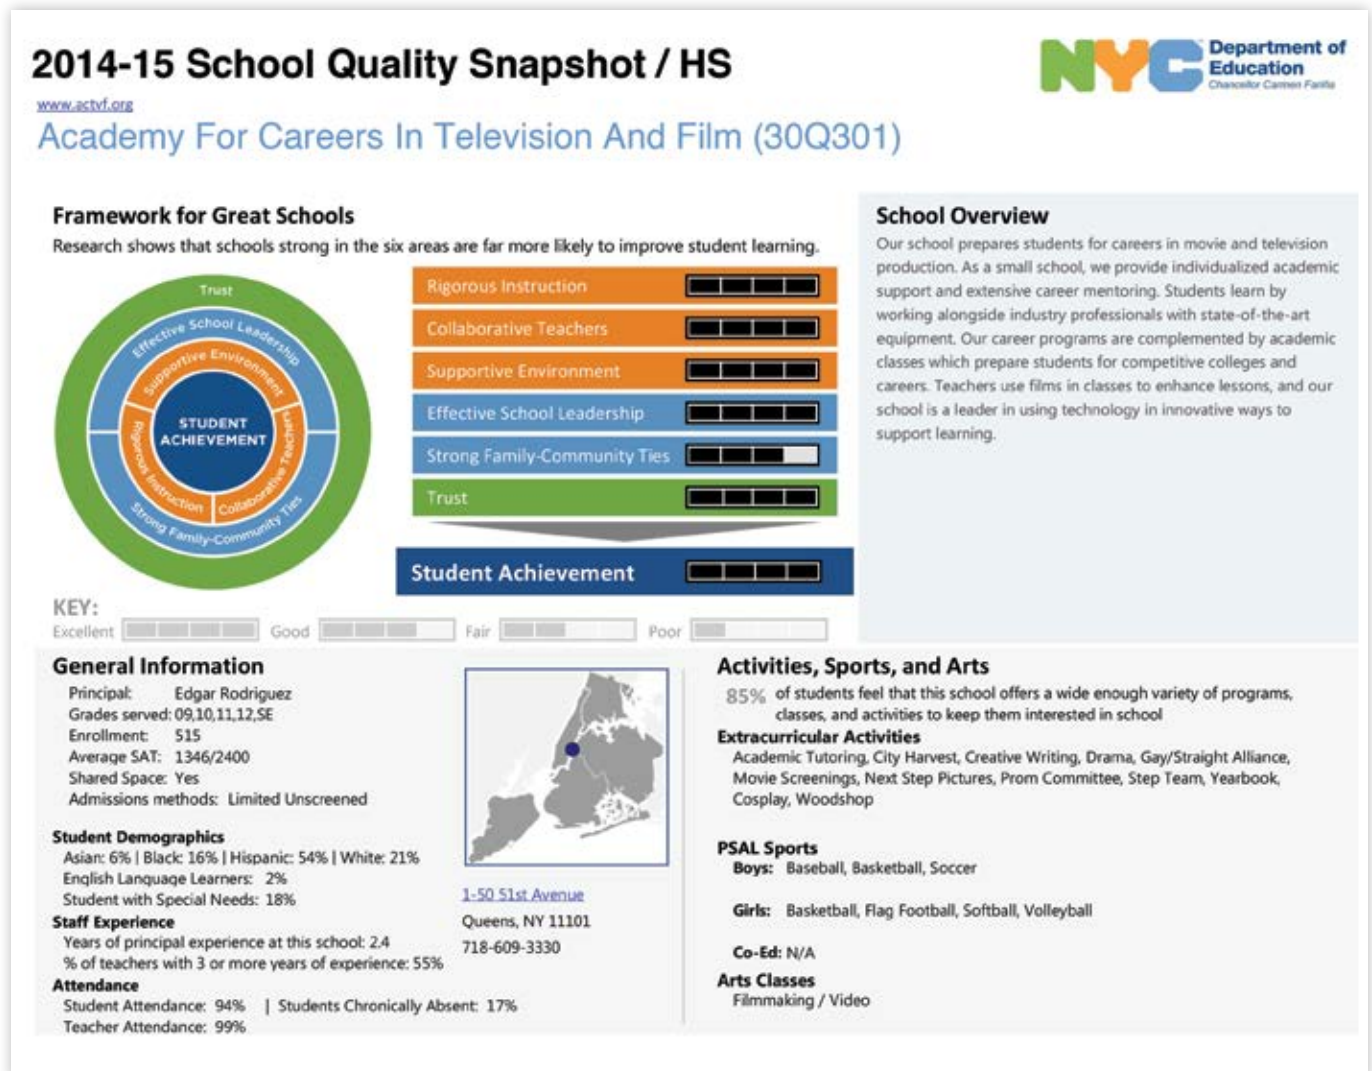 2014-15 School Quality Snapshot / HS
NYC Department of
Education
Chancellor Carmen Fariña
www.actvf.org
Academy For Careers In Television And Film (30Q301)
Framework for Great Schools
Research shows that schools strong in the six areas are far more likely to improve student learning.
Trust
Effective School Leadership
Supportive Environment
STUDENT
ACHIEVEMENT
Rigorous Instruction
Collaborative Teachers
Strong Family-Community Ties
Rigorous Instruction
Collaborative Teachers
Supportive Environment
Effective School Leadership
Strong Family-Community Ties
Trust
Student Achievement
KEY:
Excellent Good Fair Poor
School Overview
Our school prepares students for careers in movie and television
production. As a small school, we provide individualized academic
support and extensive career mentoring. Students learn by
working alongside industry professionals with state-of-the-art
equipment. Our career programs are complemented by academic
classes which prepare students for competitive colleges and
careers. Teachers use films in classes to enhance lessons, and our
school is a leader in using technology in innovative ways to
support learning.
General Information
Principal: Edgar Rodriguez
Grades served: 09,10,11,12,SE
Enrollment: 515
Average SAT: 1346/2400
Shared Space: Yes
Admissions methods: Limited Unscreened
Student Demographics
Asian: 6% | Black: 16% | Hispanic: 54% | White: 21%
English Language Learners: 2%
Student with Special Needs: 18%
Staff Experience
Years of principal experience at this school: 2.4
% of teachers with 3 or more years of experience: 55%
Attendance
Student Attendance: 94% | Students Chronically Absent: 17%
Teacher Attendance: 99%
1-50 51st Avenue
Queens, NY 11101
718-609-3330
Activities, Sports, and Arts
85% of students feel that this school offers a wide enough variety of programs,
classes, and activities to keep them interested in school
Extracurricular Activities
Academic Tutoring, City Harvest, Creative Writing, Drama, Gay/Straight Alliance,
Movie Screenings, Next Step Pictures, Prom Committee, Step Team, Yearbook,
Cosplay, Woodshop
PSAL Sports
Boys: Baseball, Basketball, Soccer
Girls: Basketball, Flag Football, Softball, Volleyball
Co-Ed: N/A
Arts Classes
Filmmaking / Video